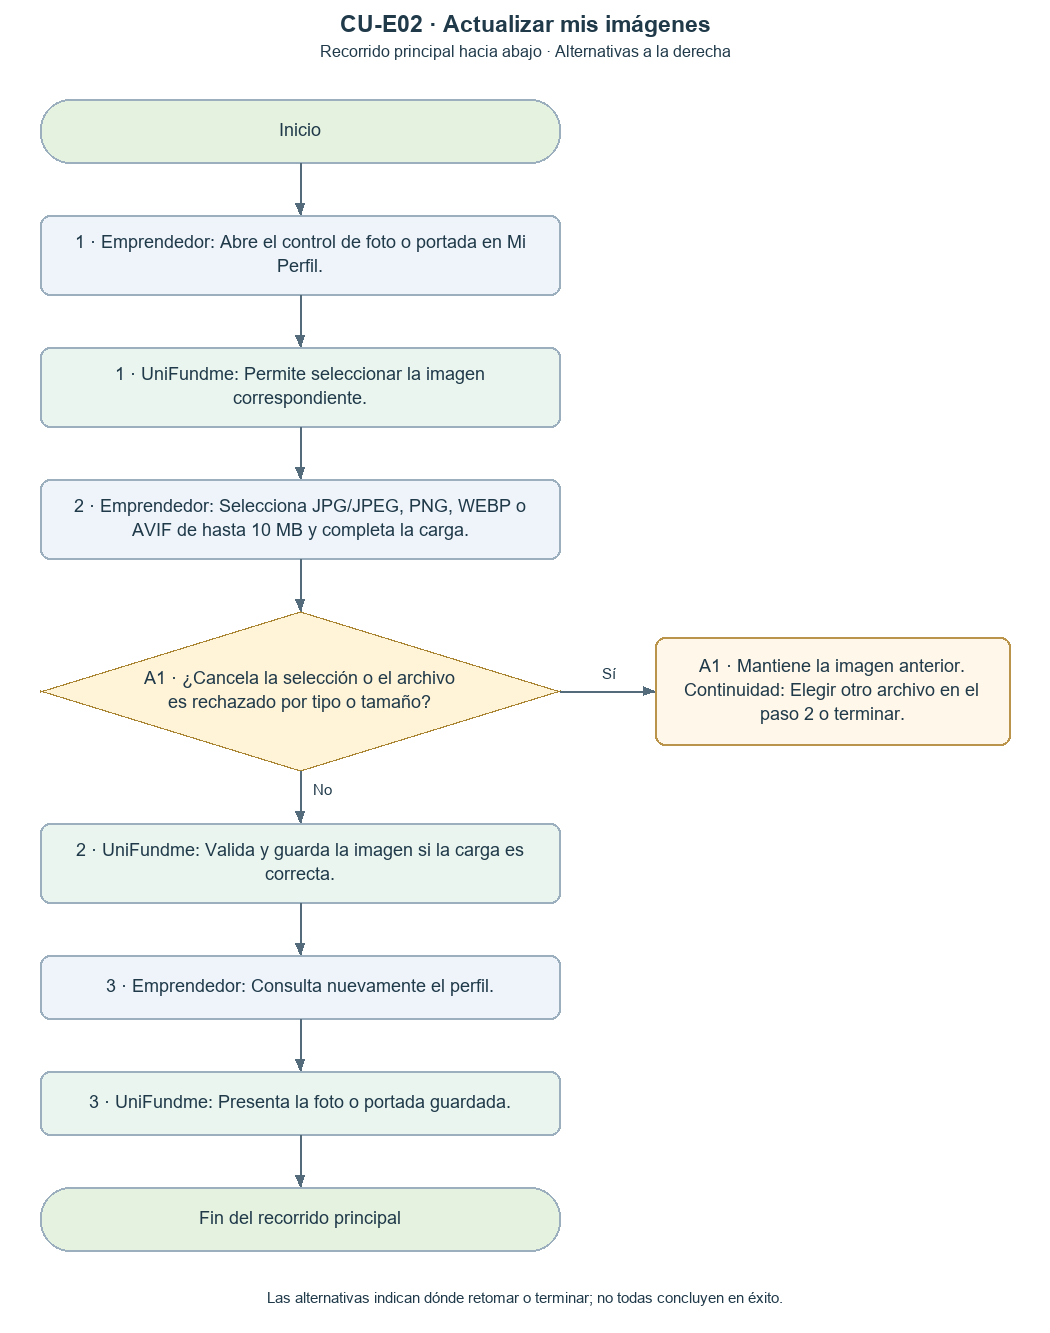 CU-E02 · Actualizar mis imágenes
Recorrido principal hacia abajo · Alternativas a la derecha
Inicio
1 · Emprendedor: Abre el control de foto o portada en Mi
Perfil.
1 · UniFundme: Permite seleccionar la imagen
correspondiente.
2 · Emprendedor: Selecciona JPG/JPEG, PNG, WEBP o
AVIF de hasta 10 MB y completa la carga.
A1 · ¿Cancela la selección o el archivo
es rechazado por tipo o tamaño?
Sí
A1 · Mantiene la imagen anterior.
Continuidad: Elegir otro archivo en el
paso 2 o terminar.
No
2 · UniFundme: Valida y guarda la imagen si la carga es
correcta.
3 · Emprendedor: Consulta nuevamente el perfil.
3 · UniFundme: Presenta la foto o portada guardada.
Fin del recorrido principal
Las alternativas indican dónde retomar o terminar; no todas concluyen en éxito.